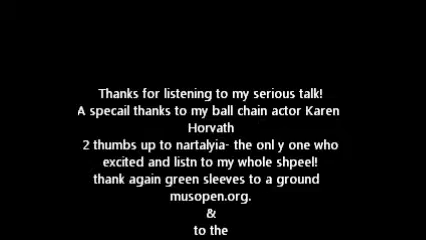 Thanks for listening to my serious talk!
A specail thanks to my ball chain actor Karen
Horvath
2 thumbs up to nartalyia- the onl y one who
excited and listn to my whole shpeel!
thank again green sleeves to a ground
musopen.org.
&
to the